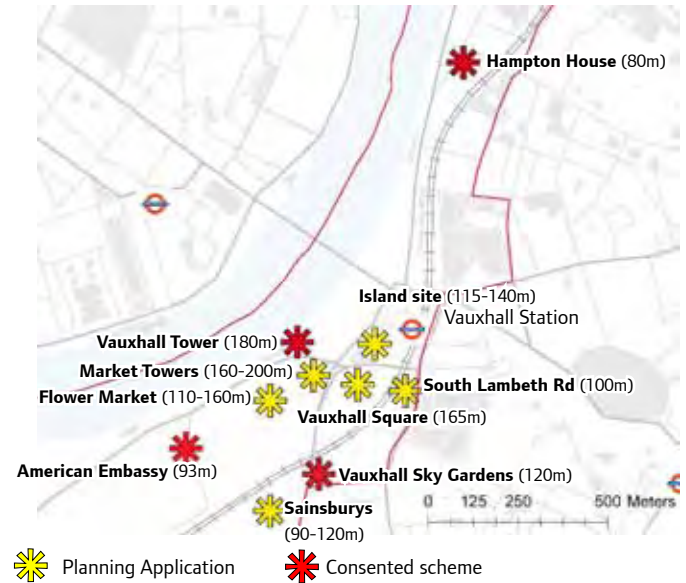 Hampton House (80m)
Island site (115-140m)
Vauxhall Station
Vauxhall Tower (180m)
Market Towers (160-200m)
Flower Market (110-160m)
South Lambeth Rd (100m)
Vauxhall Square (165m)
American Embassy (93m)
Vauxhall Sky Gardens (120m)
Sainsburys
(90-120m)
0 125 250 500 Meters
Planning Application
Consented scheme